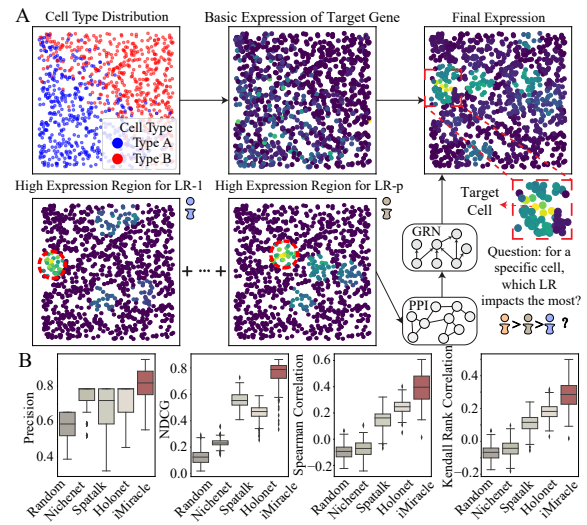 A
Cell Type Distribution
Basic Expression of Target Gene
Final Expression
Cell Type
Type A
Type B
High Expression Region for LR-1
High Expression Region for LR-p
Target
Cell
GRN
PPI
+ ... +
Question: for a
specific cell,
which LR
impacts the most?
> > ?
B
Precision
0.8
0.6
0.4
Random
Nichenet
Spatalk
Holonet
iMiracle
NDCG
0.8
0.6
0.4
0.2
0.0
Random
Nichenet
Spatalk
Holonet
iMiracle
Spearman Correlation
0.6
0.4
0.2
0.0
−0.2
Random
Nichenet
Spatalk
Holonet
iMiracle
Kendall Rank Correlation
0.4
0.2
0.0
−0.2
Random
Nichenet
Spatalk
Holonet
iMiracle